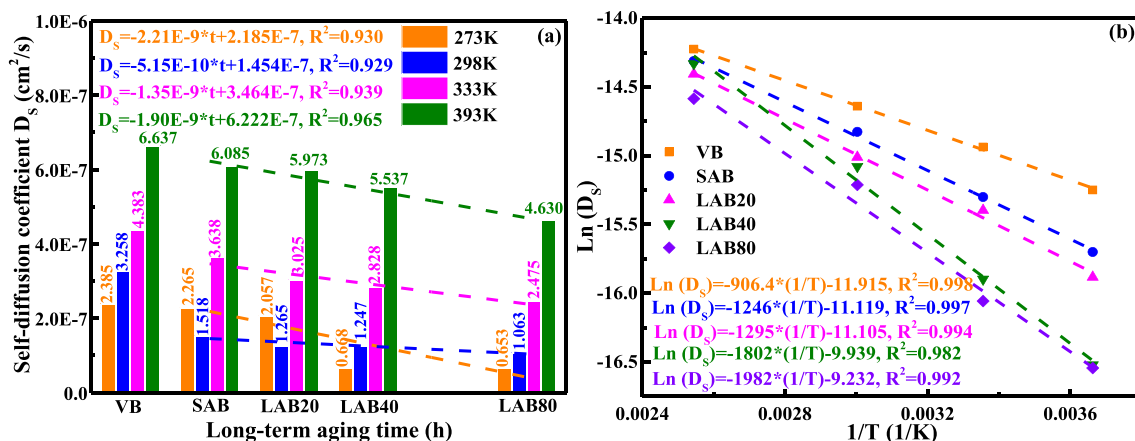 1.0E-6
8.0E-7
6.0E-7
4.0E-7
2.0E-7
0.0
Self-diffusion coefficient D_S (cm²/s)
D_S=-2.21E-9*t+2.185E-7, R²=0.930
D_S=-5.15E-10*t+1.454E-7, R²=0.929
D_S=-1.35E-9*t+3.464E-7, R²=0.939
D_S=-1.90E-9*t+6.222E-7, R²=0.965
(a)
273K
298K
333K
393K
2.385
3.258
4.383
6.637
2.265
1.518
3.638
6.085
2.057
1.265
3.025
5.973
0.668
1.247
2.828
5.537
0.653
1.063
2.475
4.630
VB SAB LAB20 LAB40 LAB80
Long-term aging time (h)
(b)
-14.0
-14.5
-15.0
-15.5
-16.0
-16.5
Ln (D_S)
VB
SAB
LAB20
LAB40
LAB80
Ln (D_S)=-906.4*(1/T)-11.915, R²=0.998
Ln (D_S)=-1246*(1/T)-11.119, R²=0.997
Ln (D_S)=-1295*(1/T)-11.105, R²=0.994
Ln (D_S)=-1802*(1/T)-9.939, R²=0.982
Ln (D_S)=-1982*(1/T)-9.232, R²=0.992
0.0024 0.0028 0.0032 0.0036
1/T (1/K)